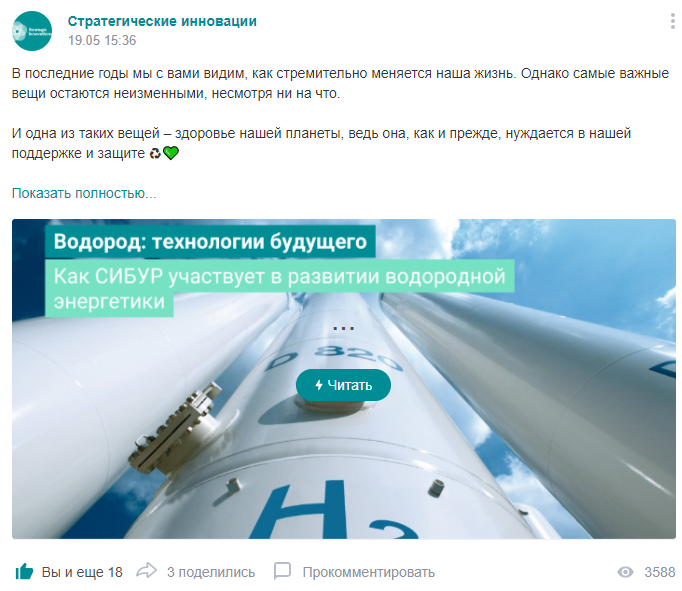 Стратегические инновации
19.05 15:36
В последние годы мы с вами видим, как стремительно меняется наша жизнь. Однако самые важные
вещи остаются неизменными, несмотря ни на что.
И одна из таких вещей – здоровье нашей планеты, ведь она, как и прежде, нуждается в нашей
поддержке и защите ♻💚
Показать полностью...
Водород: технологии будущего
Как СИБУР участвует в развитии водородной
энергетики
...
D 820
Читать
H2
Вы и еще 18 3 поделились Прокомментировать 3588